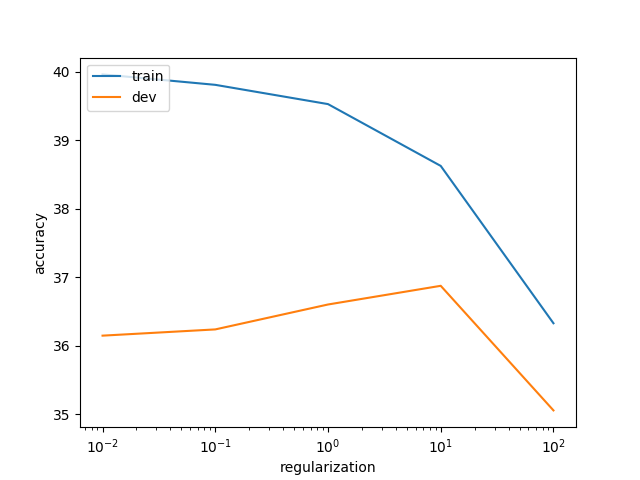 train
dev
40
39
38
37
36
35
accuracy
10⁻² 10⁻¹ 10⁰ 10¹ 10²
regularization